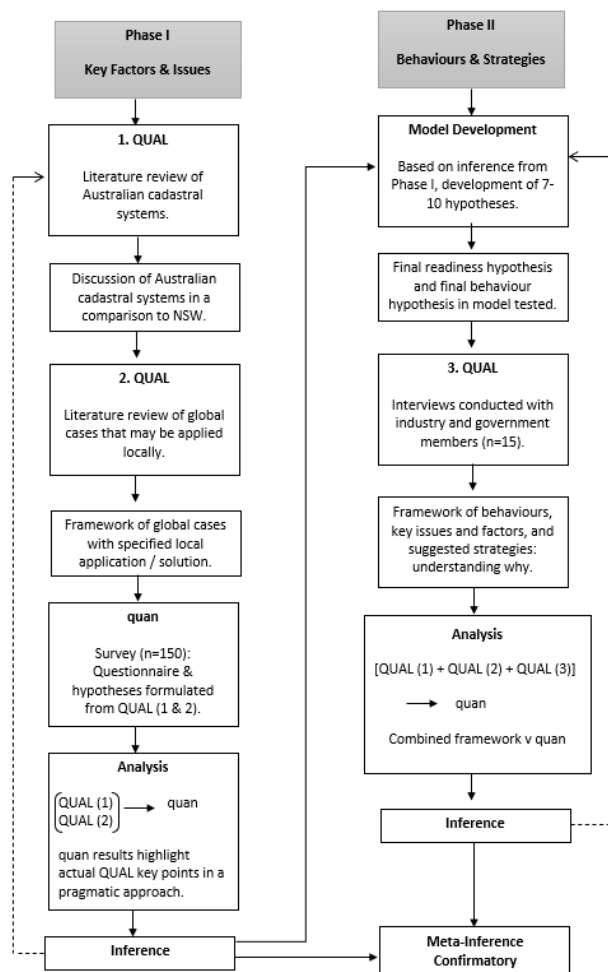 Phase I
Key Factors & Issues
1. QUAL
Literature review of
Australian cadastral
systems.
Discussion of Australian
cadastral systems in a
comparison to NSW.
2. QUAL
Literature review of global
cases that may be applied
locally.
Framework of global cases
with specified local
application / solution.
quan
Survey (n=150):
Questionnaire &
hypotheses formulated
from QUAL (1 & 2).
Analysis
QUAL (1)
QUAL (2)
quan
quan results highlight
actual QUAL key points in a
pragmatic approach.
Inference
Phase II
Behaviours & Strategies
Model Development
Based on inference from
Phase I, development of 7-
10 hypotheses.
Final readiness hypothesis
and final behaviour
hypothesis in model tested.
3. QUAL
Interviews conducted with
industry and government
members (n=15).
Framework of behaviours,
key issues and factors, and
suggested strategies:
understanding why.
Analysis
[QUAL (1) + QUAL (2) + QUAL (3)]
quan
Combined framework v quan
Inference
Meta-Inference
Confirmatory